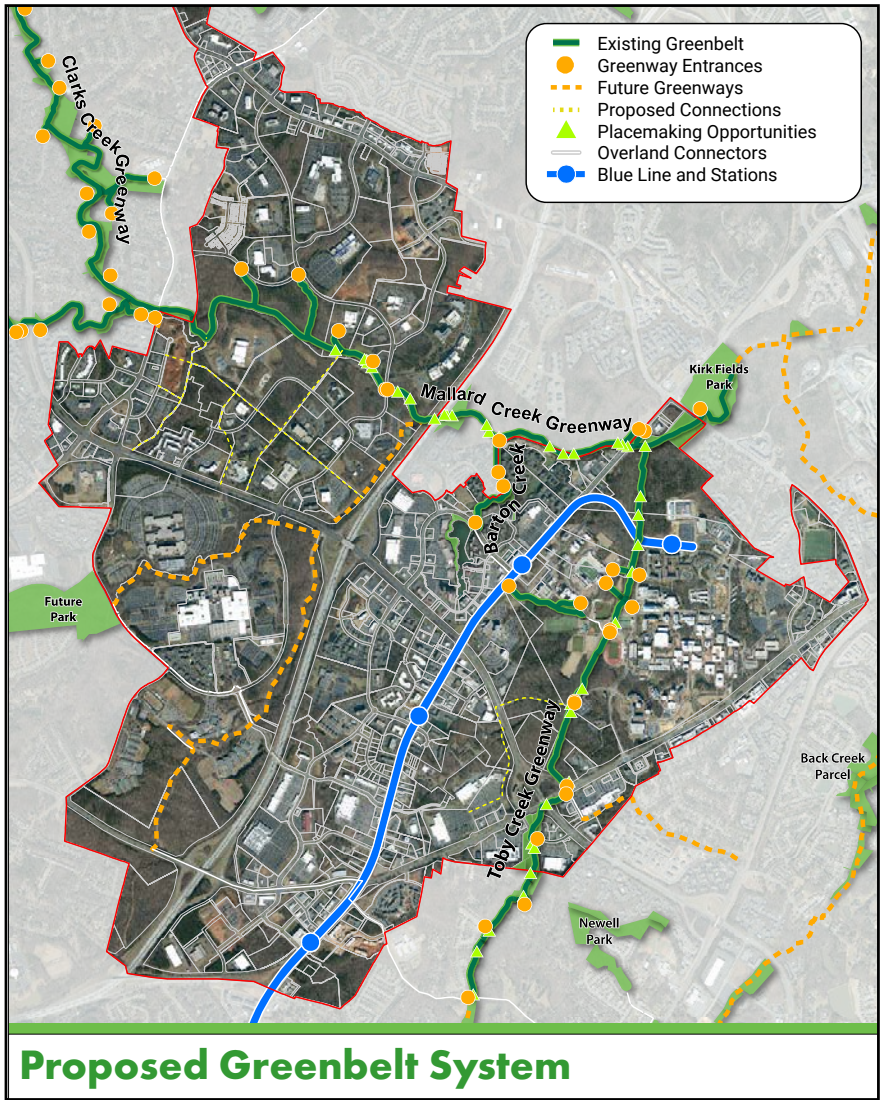 Existing Greenbelt
Greenway Entrances
Future Greenways
Proposed Connections
Placemaking Opportunities
Overland Connectors
Blue Line and Stations
Clarks Creek Greenway
Kirk Fields
Park
Mallard Creek Greenway
Barton Creek
Future
Park
Toby Creek Greenway
Back Creek
Parcel
Newell
Park
Proposed Greenbelt System